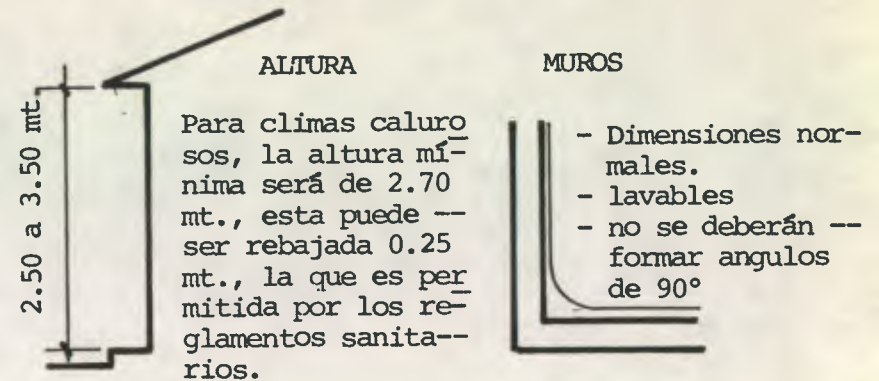 ALTURA
Para climas caluro
sos, la altura mí-
nima será de 2.70
mt., esta puede --
ser rebajada 0.25
mt., la que es per
mitida por los re-
glamentos sanita--
rios.
2.50 a 3.50 mt.
MUROS
- Dimensiones nor-
males.
- lavables
- no se deberán --
formar angulos
de 90°